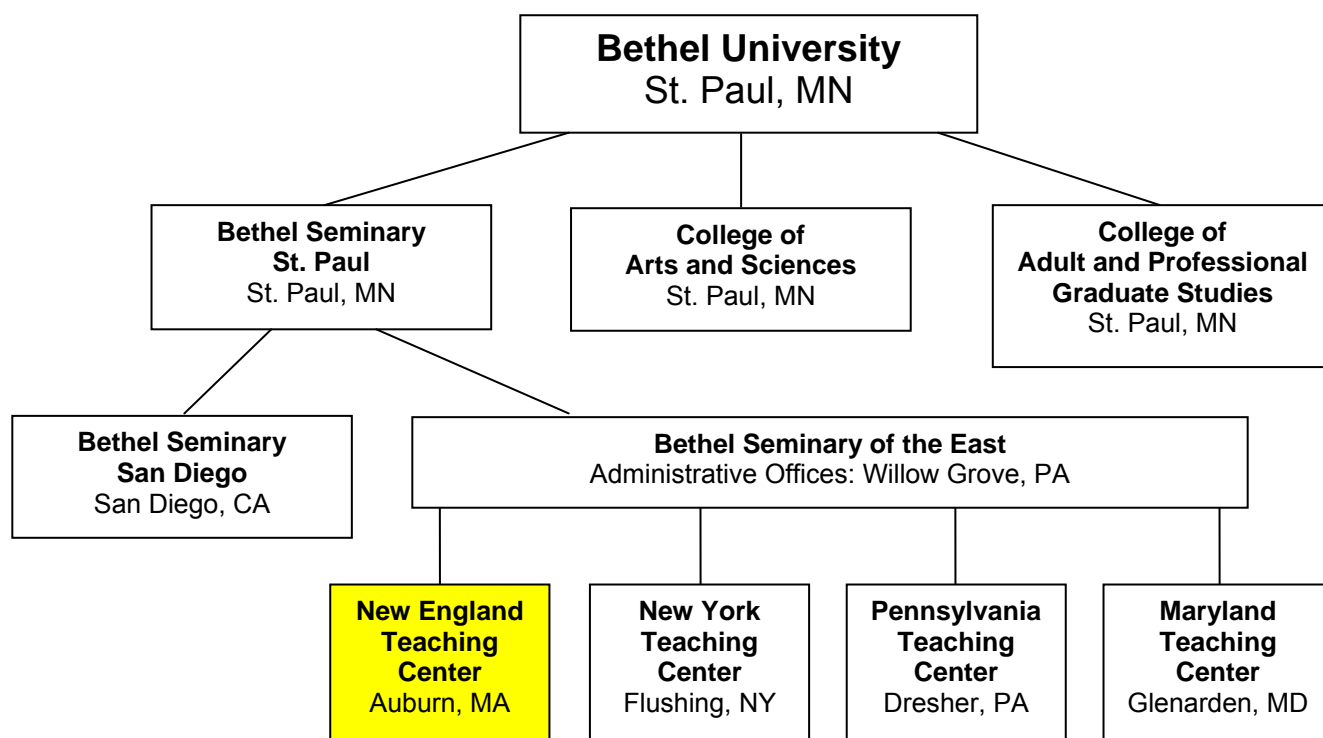 Bethel University
St. Paul, MN
Bethel Seminary
St. Paul
St. Paul, MN
College of
Arts and Sciences
St. Paul, MN
College of
Adult and Professional
Graduate Studies
St. Paul, MN
Bethel Seminary
San Diego
San Diego, CA
Bethel Seminary of the East
Administrative Offices: Willow Grove, PA
New England
Teaching
Center
Auburn, MA
New York
Teaching
Center
Flushing, NY
Pennsylvania
Teaching
Center
Dresher, PA
Maryland
Teaching
Center
Glenarden, MD